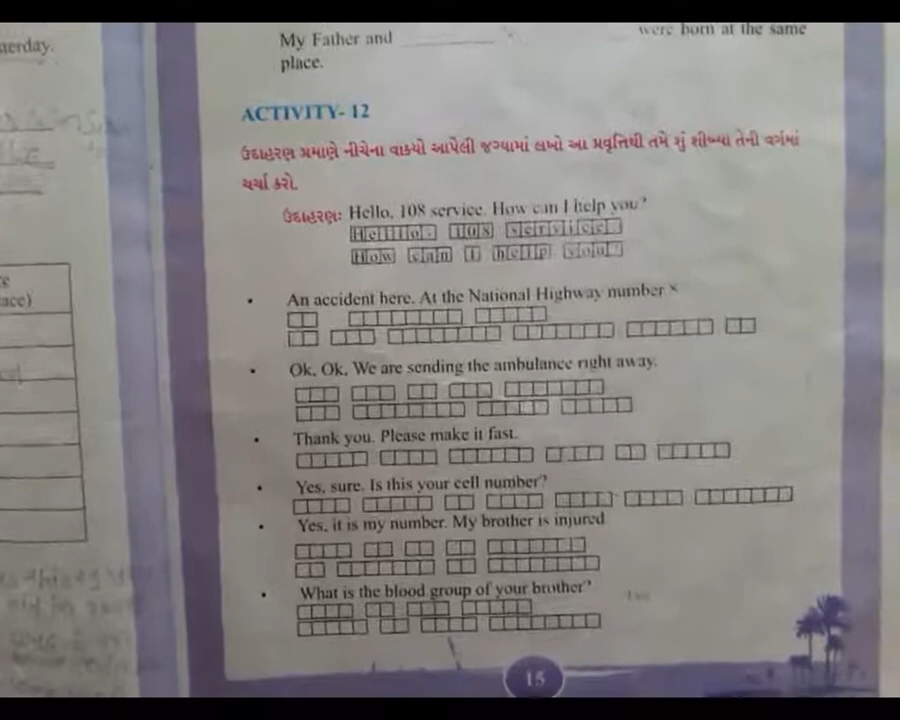 My Father and ________ were born at the same
place.
ACTIVITY- 12
ઉદાહરણ પ્રમાણે નીચેના વાકયો આપેલી જગ્યામાં લખો આ પ્રવૃત્તિથી તમે શું શીખ્યા તેની વર્ગમાં
ચર્ચા કરો.
ઉદાહરણઃ Hello, 108 service. How can I help you?
Hello, 108 service.
How can I help you?
• An accident here. At the National Highway number 8
• Ok, Ok, We are sending the ambulance right away.
• Thank you. Please make it fast.
• Yes, sure. Is this your cell number?
• Yes, it is my number. My brother is injured
• What is the blood group of your brother?
15